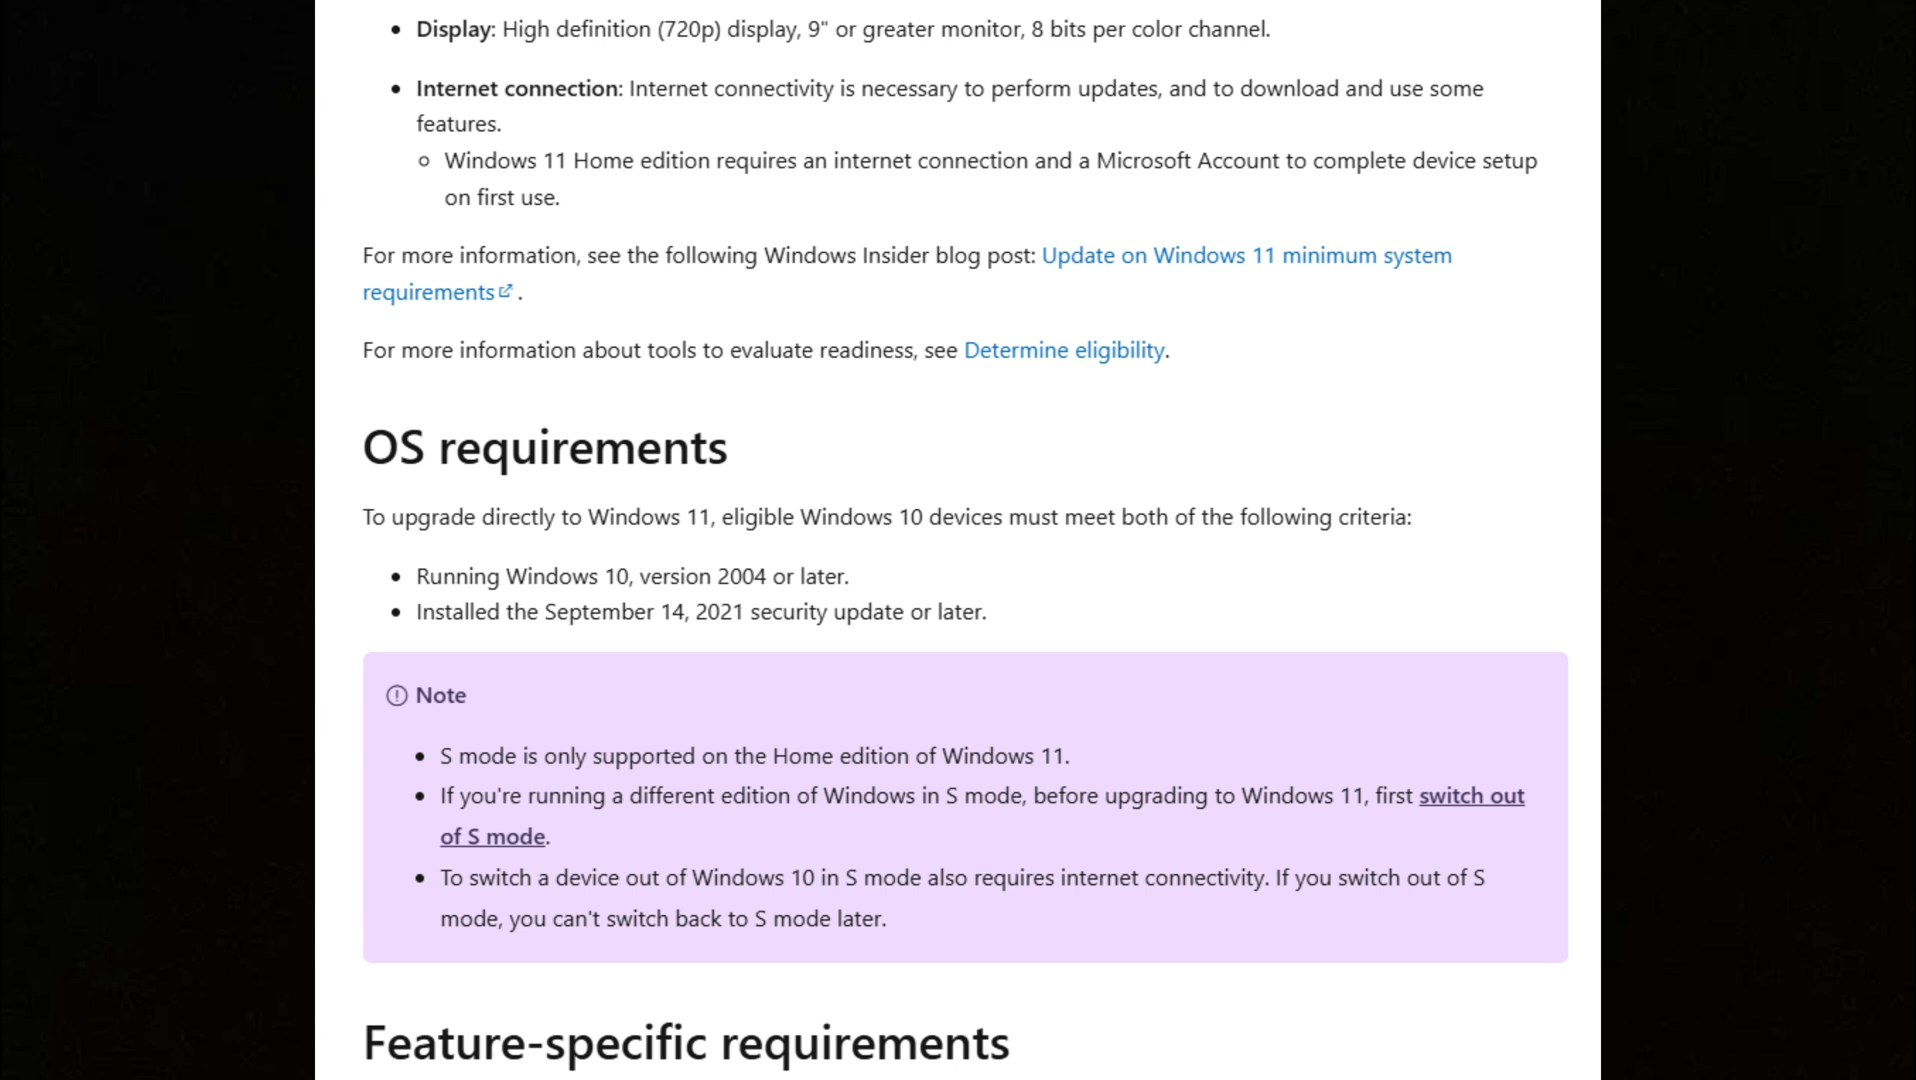 • Display: High definition (720p) display, 9" or greater monitor, 8 bits per color channel.
• Internet connection: Internet connectivity is necessary to perform updates, and to download and use some
features.
○ Windows 11 Home edition requires an internet connection and a Microsoft Account to complete device setup
on first use.
For more information, see the following Windows Insider blog post: Update on Windows 11 minimum system
requirements .
For more information about tools to evaluate readiness, see Determine eligibility.
OS requirements
To upgrade directly to Windows 11, eligible Windows 10 devices must meet both of the following criteria:
• Running Windows 10, version 2004 or later.
• Installed the September 14, 2021 security update or later.
Note
• S mode is only supported on the Home edition of Windows 11.
• If you're running a different edition of Windows in S mode, before upgrading to Windows 11, first switch out
of S mode.
• To switch a device out of Windows 10 in S mode also requires internet connectivity. If you switch out of S
mode, you can't switch back to S mode later.
Feature-specific requirements